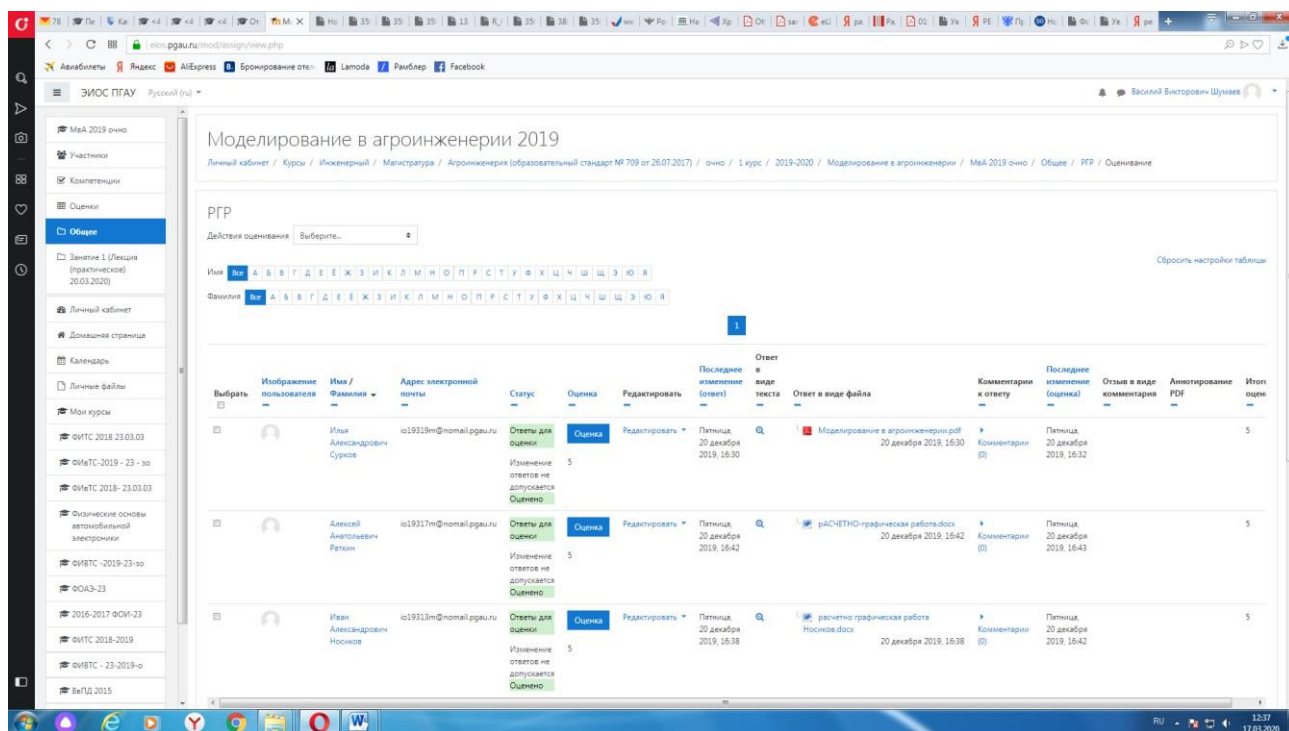 eios.pgau.ru/mod/assign/view.php
Авиабилеты Яндекс AliExpress Бронирование отел Lamoda Рамблер Facebook
ЭИОС ПГАУ Русский (ru)
Василий Викторович Шумаев
МвА 2019 очно
Участники
Компетенции
Оценки
Общее
Занятие 1 (Лекция
(практическое)
20.03.2020)
Личный кабинет
Домашняя страница
Календарь
Личные файлы
Мои курсы
ФИТС 2018 23.03.03
ФИвТС-2019 - 23 - зо
ФИвТС 2018- 23.03.03
Физические основы
автомобильной
электроники
ФИВТС -2019-23-зо
ФОАЭ-23
2016-2017 ФОИ-23
ФИТС 2018-2019
ФИВТС - 23-2019-о
ВеПД 2015
Моделирование в агроинженерии 2019
Личный кабинет / Курсы / Инженерный / Магистратура / Агроинженерия (образовательный стандарт № 709 от 26.07.2017) / очно / 1 курс / 2019-2020 / Моделирование в агроинженерии / МвА 2019 очно / Общее / РГР / Оценивание
РГР
Действия оценивания Выберите...
Сбросить настройки таблицы
Имя Все А Б В Г Д Е Ё Ж З И К Л М Н О П Р С Т У Ф Х Ц Ч Ш Щ Э Ю Я
Фамилия Все А Б В Г Д Е Ё Ж З И К Л М Н О П Р С Т У Ф Х Ц Ч Ш Щ Э Ю Я
1
Выбрать
Изображение
пользователя
Имя /
Фамилия
Адрес электронной
почты
Статус
Оценка
Редактировать
Последнее
изменение
(ответ)
Ответ
в
виде
текста
Ответ в виде файла
Комментарии
к ответу
Последнее
изменение
(оценка)
Отзыв в виде
комментария
Аннотирование
PDF
Итого
оцен
Илья
Александрович
Сурков
io19319m@nomail.pgau.ru
Ответы для
оценки
Изменение
ответов не
допускается
Оценено
Оценка
5
Редактировать
Пятница,
20 декабря
2019, 16:30
Моделирование в агроинженерии.pdf
20 декабря 2019, 16:30
Комментарии
(0)
Пятница,
20 декабря
2019, 16:32
5
Алексей
Анатольевич
Раткин
io19317m@nomail.pgau.ru
Ответы для
оценки
Изменение
ответов не
допускается
Оценено
Оценка
5
Редактировать
Пятница,
20 декабря
2019, 16:42
рАСЧЕТНО-графическая работа.docx
20 декабря 2019, 16:42
Комментарии
(0)
Пятница,
20 декабря
2019, 16:43
5
Иван
Александрович
Носиков
io19313m@nomail.pgau.ru
Ответы для
оценки
Изменение
ответов не
допускается
Оценено
Оценка
5
Редактировать
Пятница,
20 декабря
2019, 16:38
расчетно графическая работа
Носиков.docx
20 декабря 2019, 16:38
Комментарии
(0)
Пятница,
20 декабря
2019, 16:42
5
RU
12:37
17.03.2020